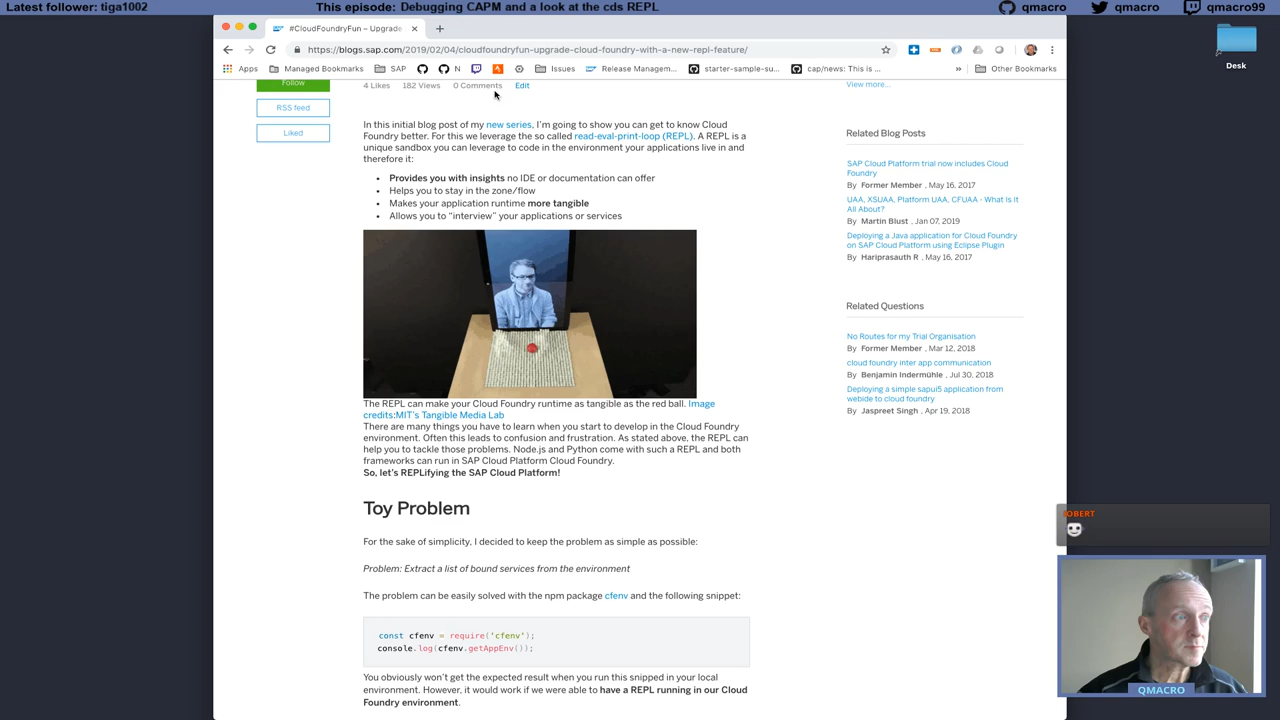 Latest follower: tiga1002
This episode: Debugging CAPM and a look at the cds REPL
qmacro
qmacro
qmacro99
#CloudFoundryFun – Upgrade
https://blogs.sap.com/2019/02/04/cloudfoundryfun-upgrade-cloud-foundry-with-a-new-repl-feature/
Apps
Managed Bookmarks
SAP
N
Issues
Release Managem...
starter-sample-su...
cap/news: This is ...
»
Other Bookmarks
Desk
Follow
RSS feed
Liked
4 Likes 182 Views 0 Comments Edit
In this initial blog post of my new series, I'm going to show you can get to know Cloud
Foundry better. For this we leverage the so called read-eval-print-loop (REPL). A REPL is a
unique sandbox you can leverage to code in the environment your applications live in and
therefore it:
• Provides you with insights no IDE or documentation can offer
• Helps you to stay in the zone/flow
• Makes your application runtime more tangible
• Allows you to “interview” your applications or services
The REPL can make your Cloud Foundry runtime as tangible as the red ball. Image
credits:MIT's Tangible Media Lab
There are many things you have to learn when you start to develop in the Cloud Foundry
environment. Often this leads to confusion and frustration. As stated above, the REPL can
help you to tackle those problems. Node.js and Python come with such a REPL and both
frameworks can run in SAP Cloud Platform Cloud Foundry.
So, let's REPLifying the SAP Cloud Platform!
Toy Problem
For the sake of simplicity, I decided to keep the problem as simple as possible:
Problem: Extract a list of bound services from the environment
The problem can be easily solved with the npm package cfenv and the following snippet:
const cfenv = require('cfenv');
console.log(cfenv.getAppEnv());
You obviously won't get the expected result when you run this snipped in your local
environment. However, it would work if we were able to have a REPL running in our Cloud
Foundry environment.
View more...
Related Blog Posts
SAP Cloud Platform trial now includes Cloud
Foundry
By Former Member , May 16, 2017
UAA, XSUAA, Platform UAA, CFUAA - What Is It
All About?
By Martin Blust , Jan 07, 2019
Deploying a Java application for Cloud Foundry
on SAP Cloud Platform using Eclipse Plugin
By Hariprasauth R , May 16, 2017
Related Questions
No Routes for my Trial Organisation
By Former Member , Mar 12, 2018
cloud foundry inter app communication
By Benjamin Indermühle , Jul 30, 2018
Deploying a simple sapui5 application from
webide to cloud foundry
By Jaspreet Singh , Apr 19, 2018
QMACRO